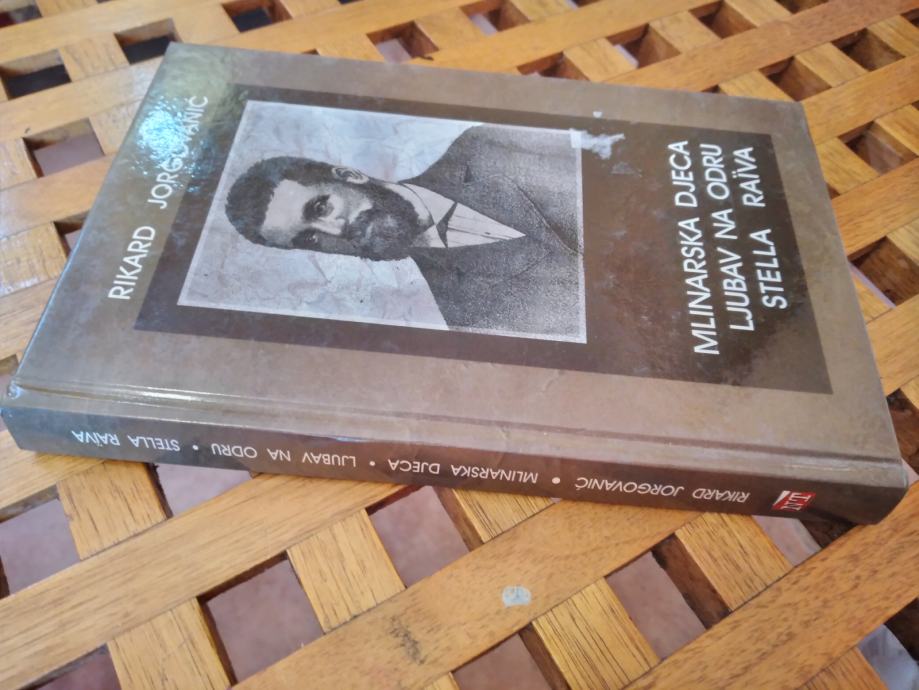 RIKARD JORGOVANIĆ
MLINARSKA DJECA
LJUBAV NA ODRU
STELLA RAÏVA
RIKARD JORGOVANIĆ • MLINARSKA DJECA • LJUBAV NA ODRU • STELLA RAÏVA